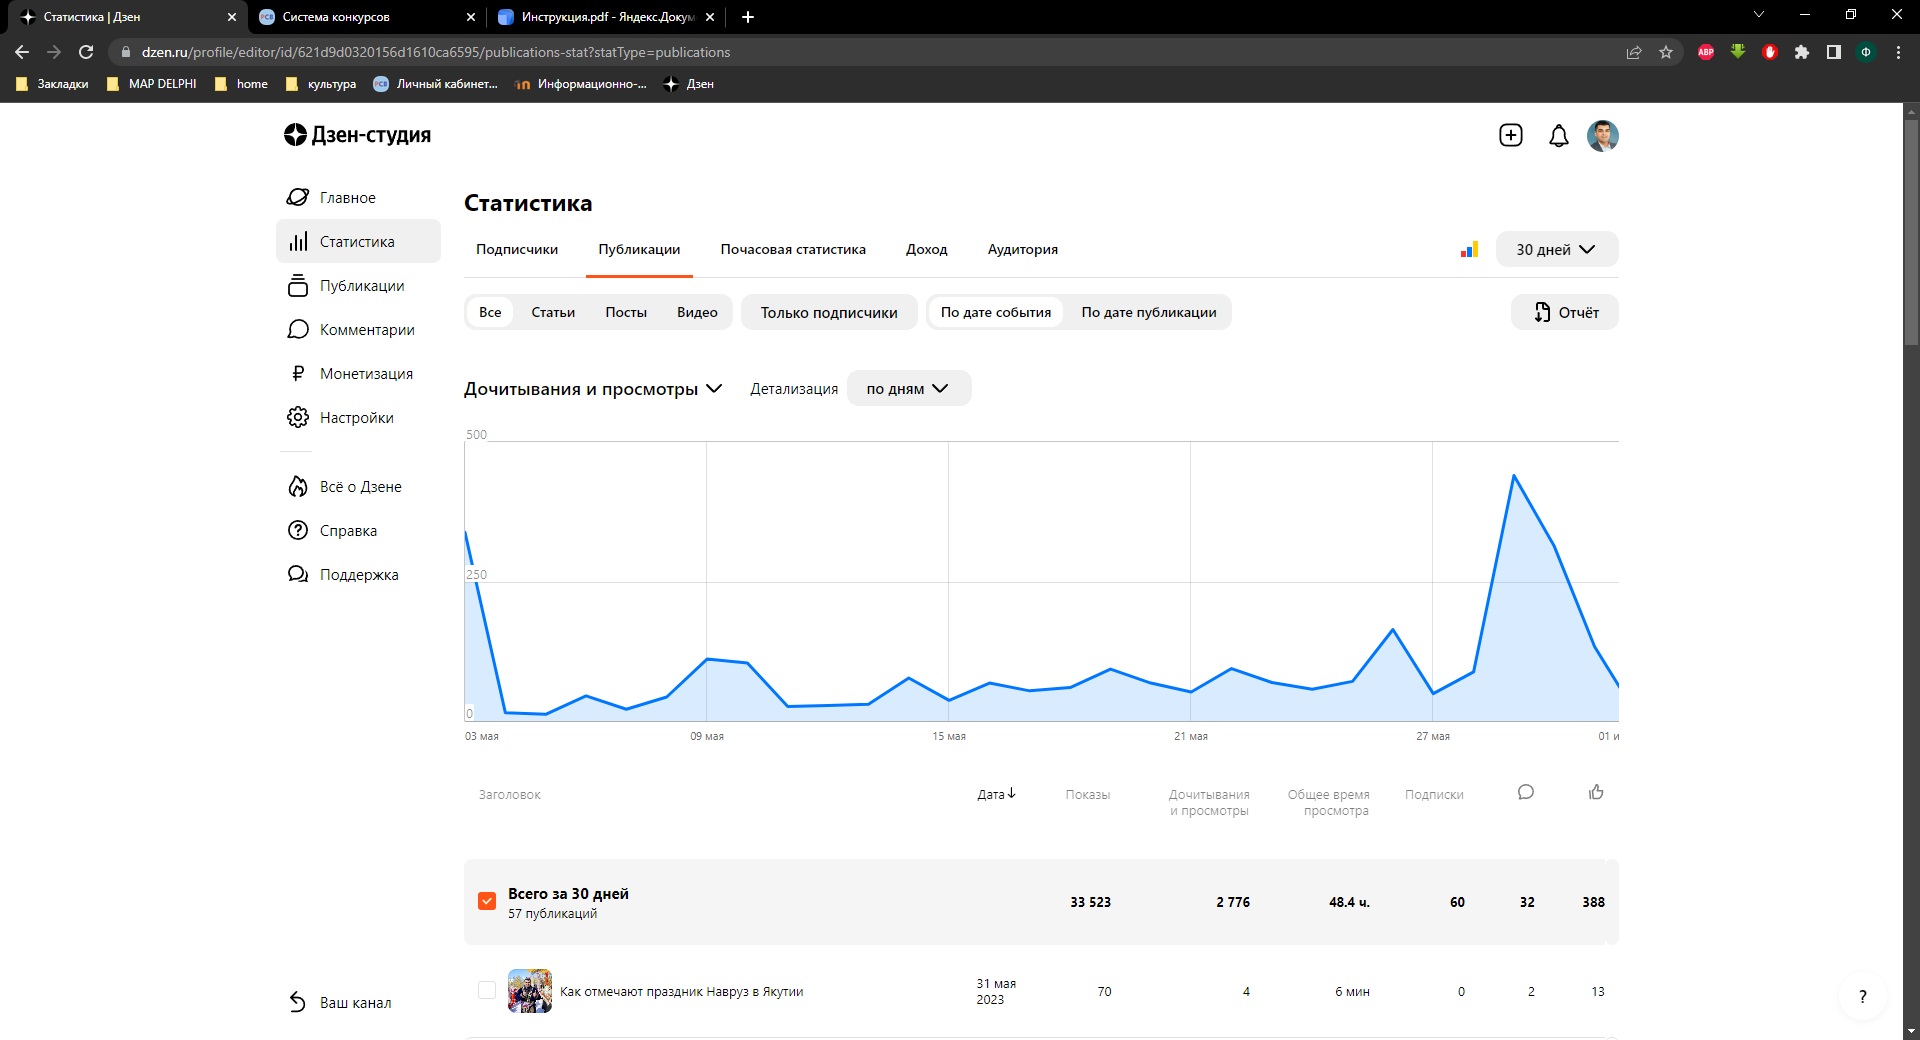 Статистика | Дзен
Система конкурсов
Инструкция.pdf - Яндекс.Докум
dzen.ru/profile/editor/id/621d9d0320156d1610ca6595/publications-stat?statType=publications
ABP
Ф
Закладки
MAP DELPHI
home
культура
РСВ Личный кабинет...
Информационно-...
Дзен
Дзен-студия
Главное
Статистика
Публикации
Комментарии
Монетизация
Настройки
Всё о Дзене
Справка
Поддержка
Ваш канал
Статистика
Подписчики Публикации Почасовая статистика Доход Аудитория
30 дней
Все Статьи Посты Видео Только подписчики По дате события По дате публикации
Отчёт
Дочитывания и просмотры Детализация по дням
500
250
0
03 мая 09 мая 15 мая 21 мая 27 мая 01 и
Заголовок Дата↓ Показы Дочитывания и просмотры Общее время просмотра Подписки
Всего за 30 дней
57 публикаций
33 523 2 776 48.4 ч. 60 32 388
Как отмечают праздник Навруз в Якутии
31 мая
2023
70 4 6 мин 0 2 13
?